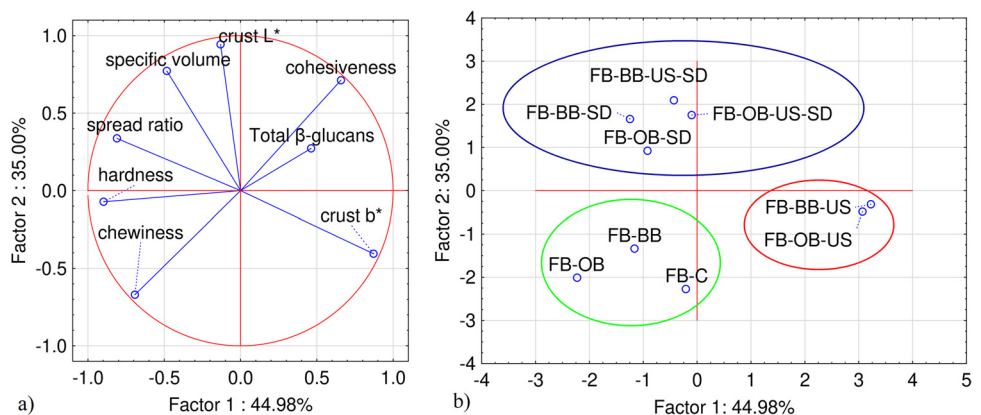 1.0
0.5
0.0
-0.5
-1.0
Factor 2 : 35.00%
crust L*
specific volume
cohesiveness
spread ratio
Total β-glucans
hardness
chewiness
crust b*
-1.0 -0.5 0.0 0.5 1.0
Factor 1 : 44.98%
a)
4
3
2
1
0
-1
-2
-3
-4
Factor 2: 35.00%
FB-BB-US-SD
FB-BB-SD
FB-OB-US-SD
FB-OB-SD
FB-BB-US
FB-OB-US
FB-BB
FB-OB
FB-C
-4 -3 -2 -1 0 1 2 3 4 5
Factor 1: 44.98%
b)